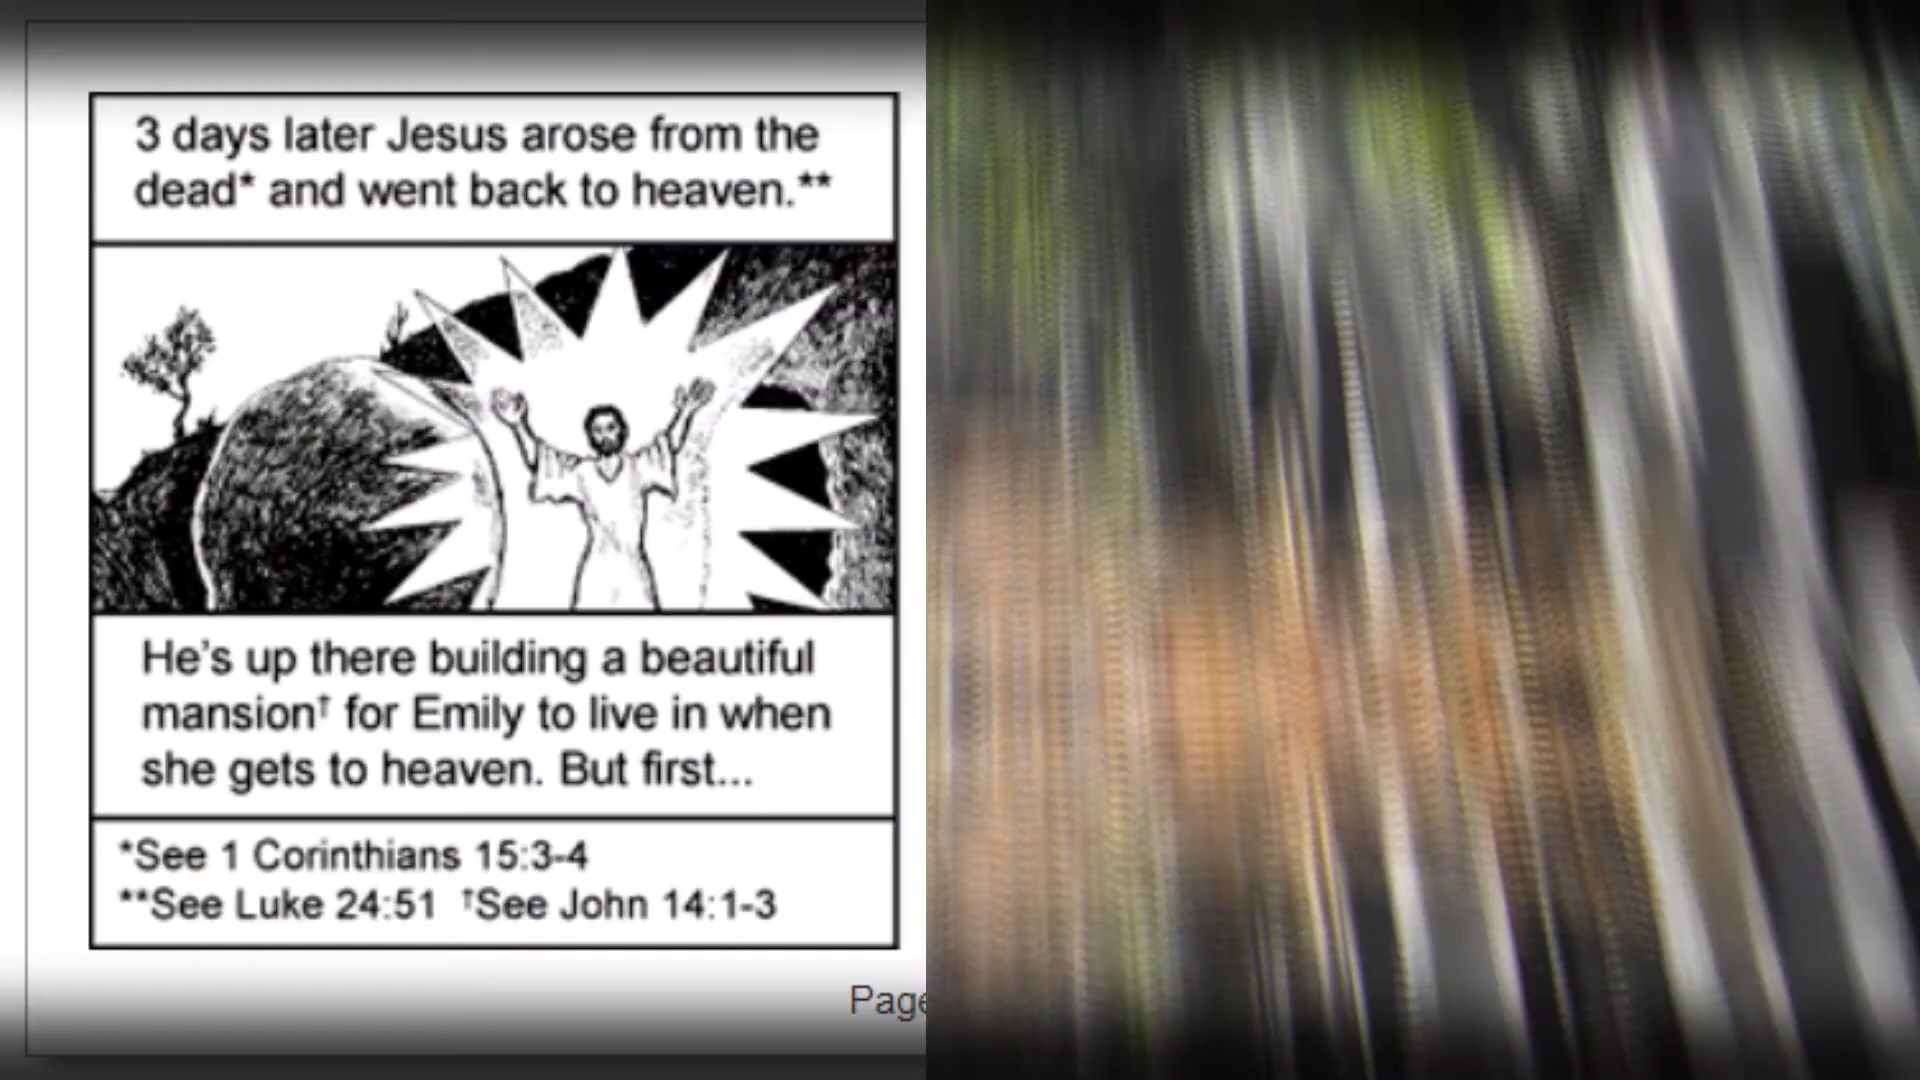 3 days later Jesus arose from the
dead* and went back to heaven.**
He's up there building a beautiful
mansion† for Emily to live in when
she gets to heaven. But first...
*See 1 Corinthians 15:3-4
**See Luke 24:51 †See John 14:1-3
Page